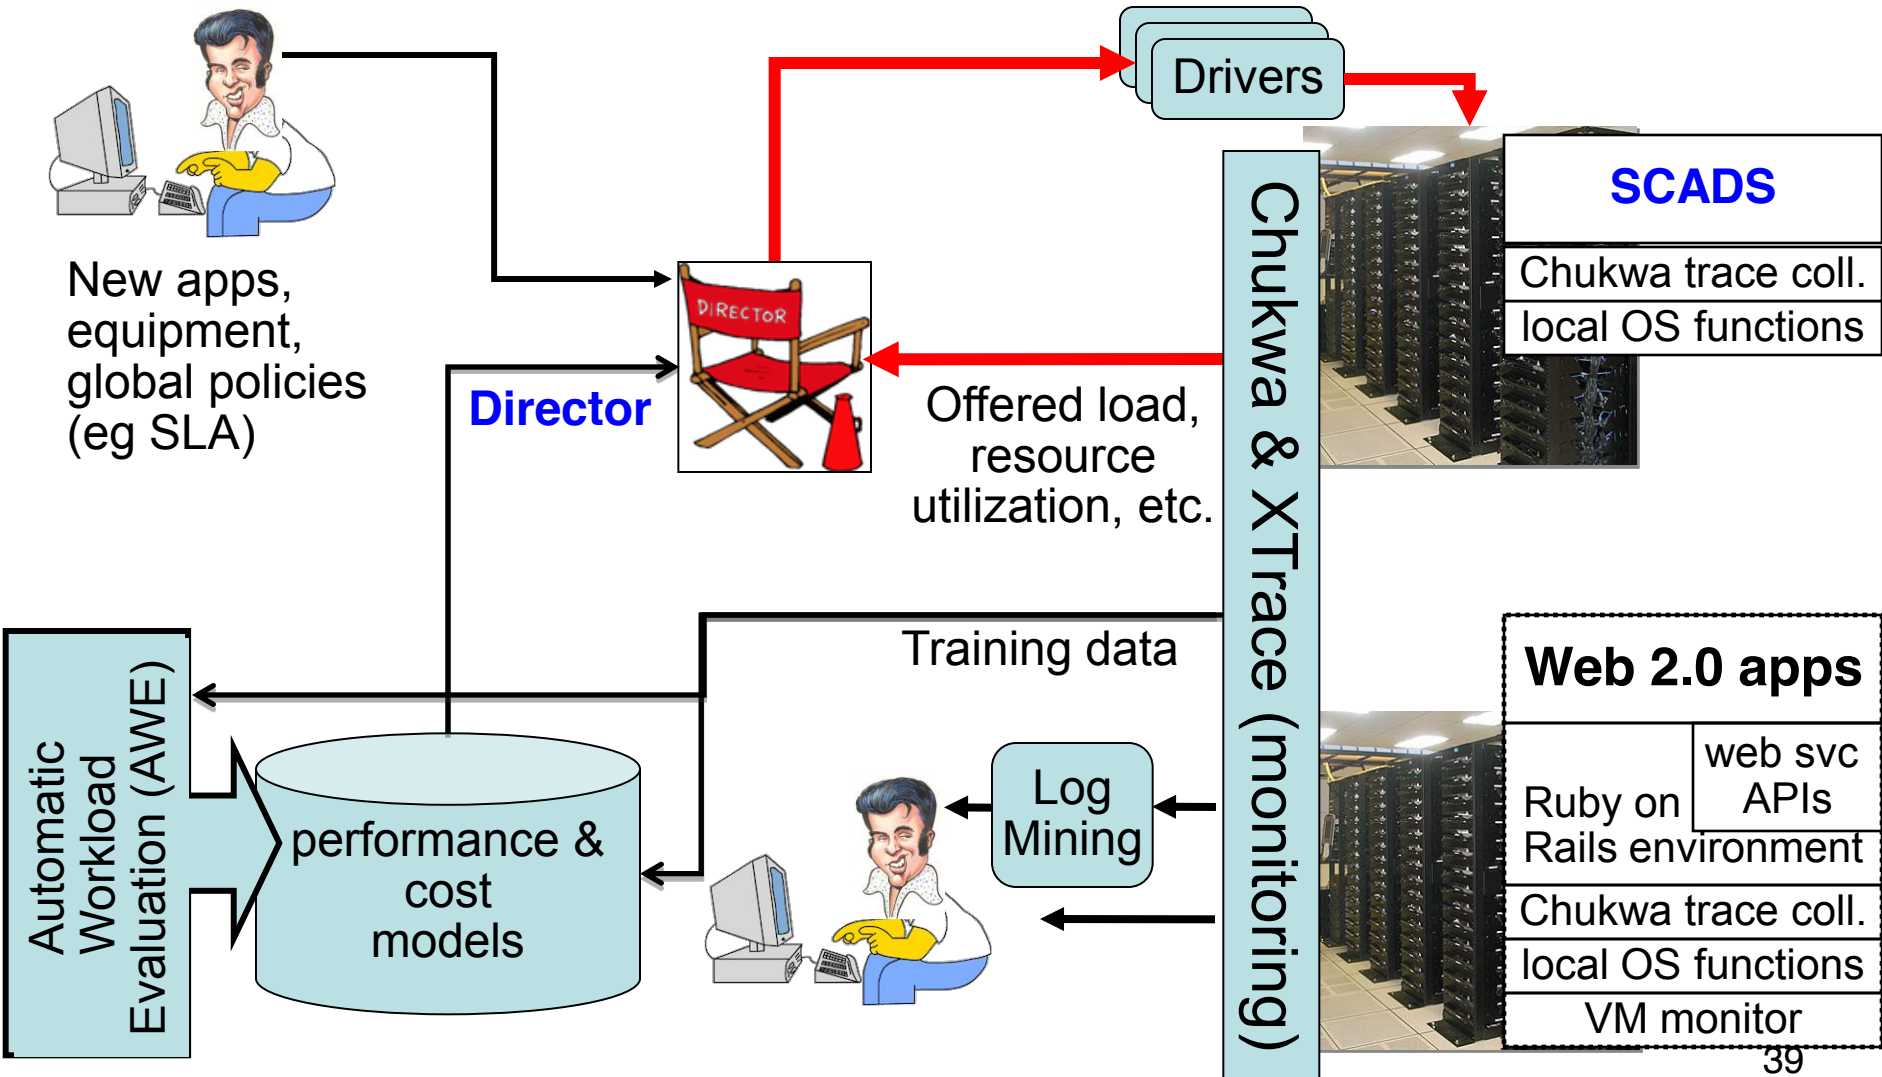 Drivers
SCADS
Chukwa trace coll.
local OS functions
New apps,
equipment,
global policies
(eg SLA)
DIRECTOR
Director
Offered load,
resource
utilization, etc.
Chukwa & XTrace (monitoring)
Training data
Automatic
Workload
Evaluation (AWE)
performance &
cost
models
Log
Mining
Web 2.0 apps
web svc
APIs
Ruby on
Rails environment
Chukwa trace coll.
local OS functions
VM monitor
39